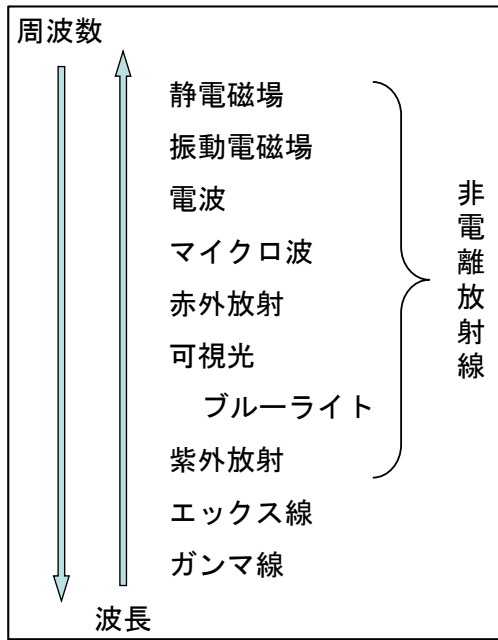 周波数
静電磁場
振動電磁場
電波
マイクロ波
赤外放射
可視光
ブルーライト
紫外放射
エックス線
ガンマ線
波長
非電離放射線